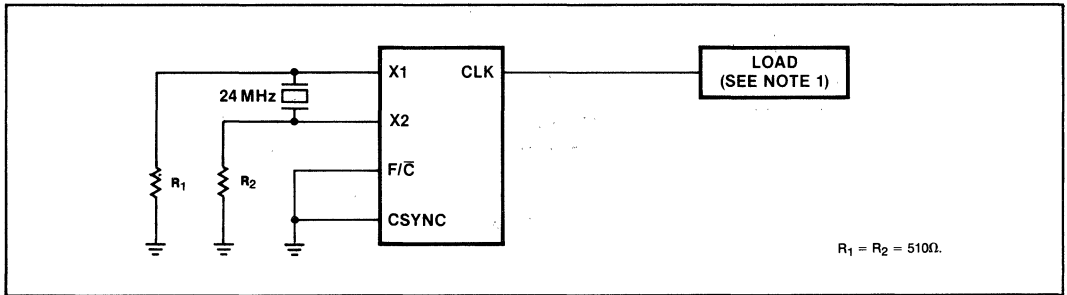 X1
CLK
LOAD
(SEE NOTE 1)
24 MHz
X2
F/C̅
R₁
R₂
CSYNC
R₁ = R₂ = 510Ω.